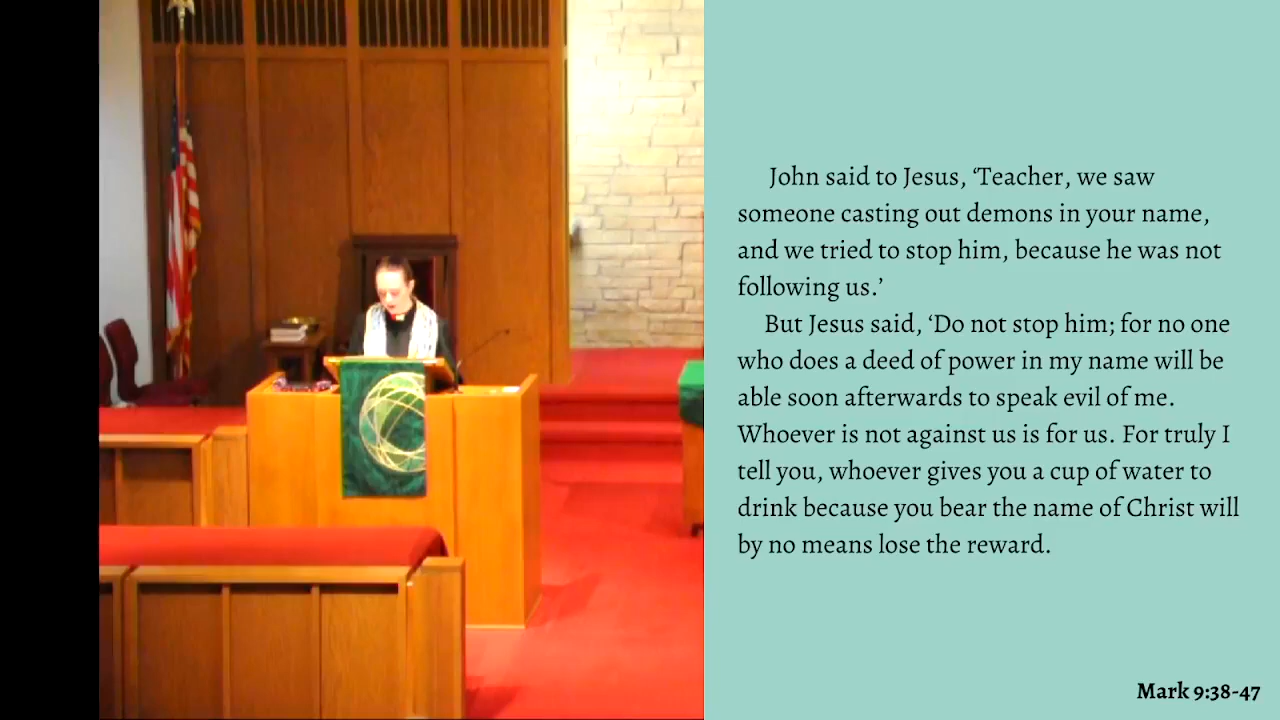 John said to Jesus, ‘Teacher, we saw
someone casting out demons in your name,
and we tried to stop him, because he was not
following us.’
But Jesus said, ‘Do not stop him; for no one
who does a deed of power in my name will be
able soon afterwards to speak evil of me.
Whoever is not against us is for us. For truly I
tell you, whoever gives you a cup of water to
drink because you bear the name of Christ will
by no means lose the reward.
Mark 9:38-47